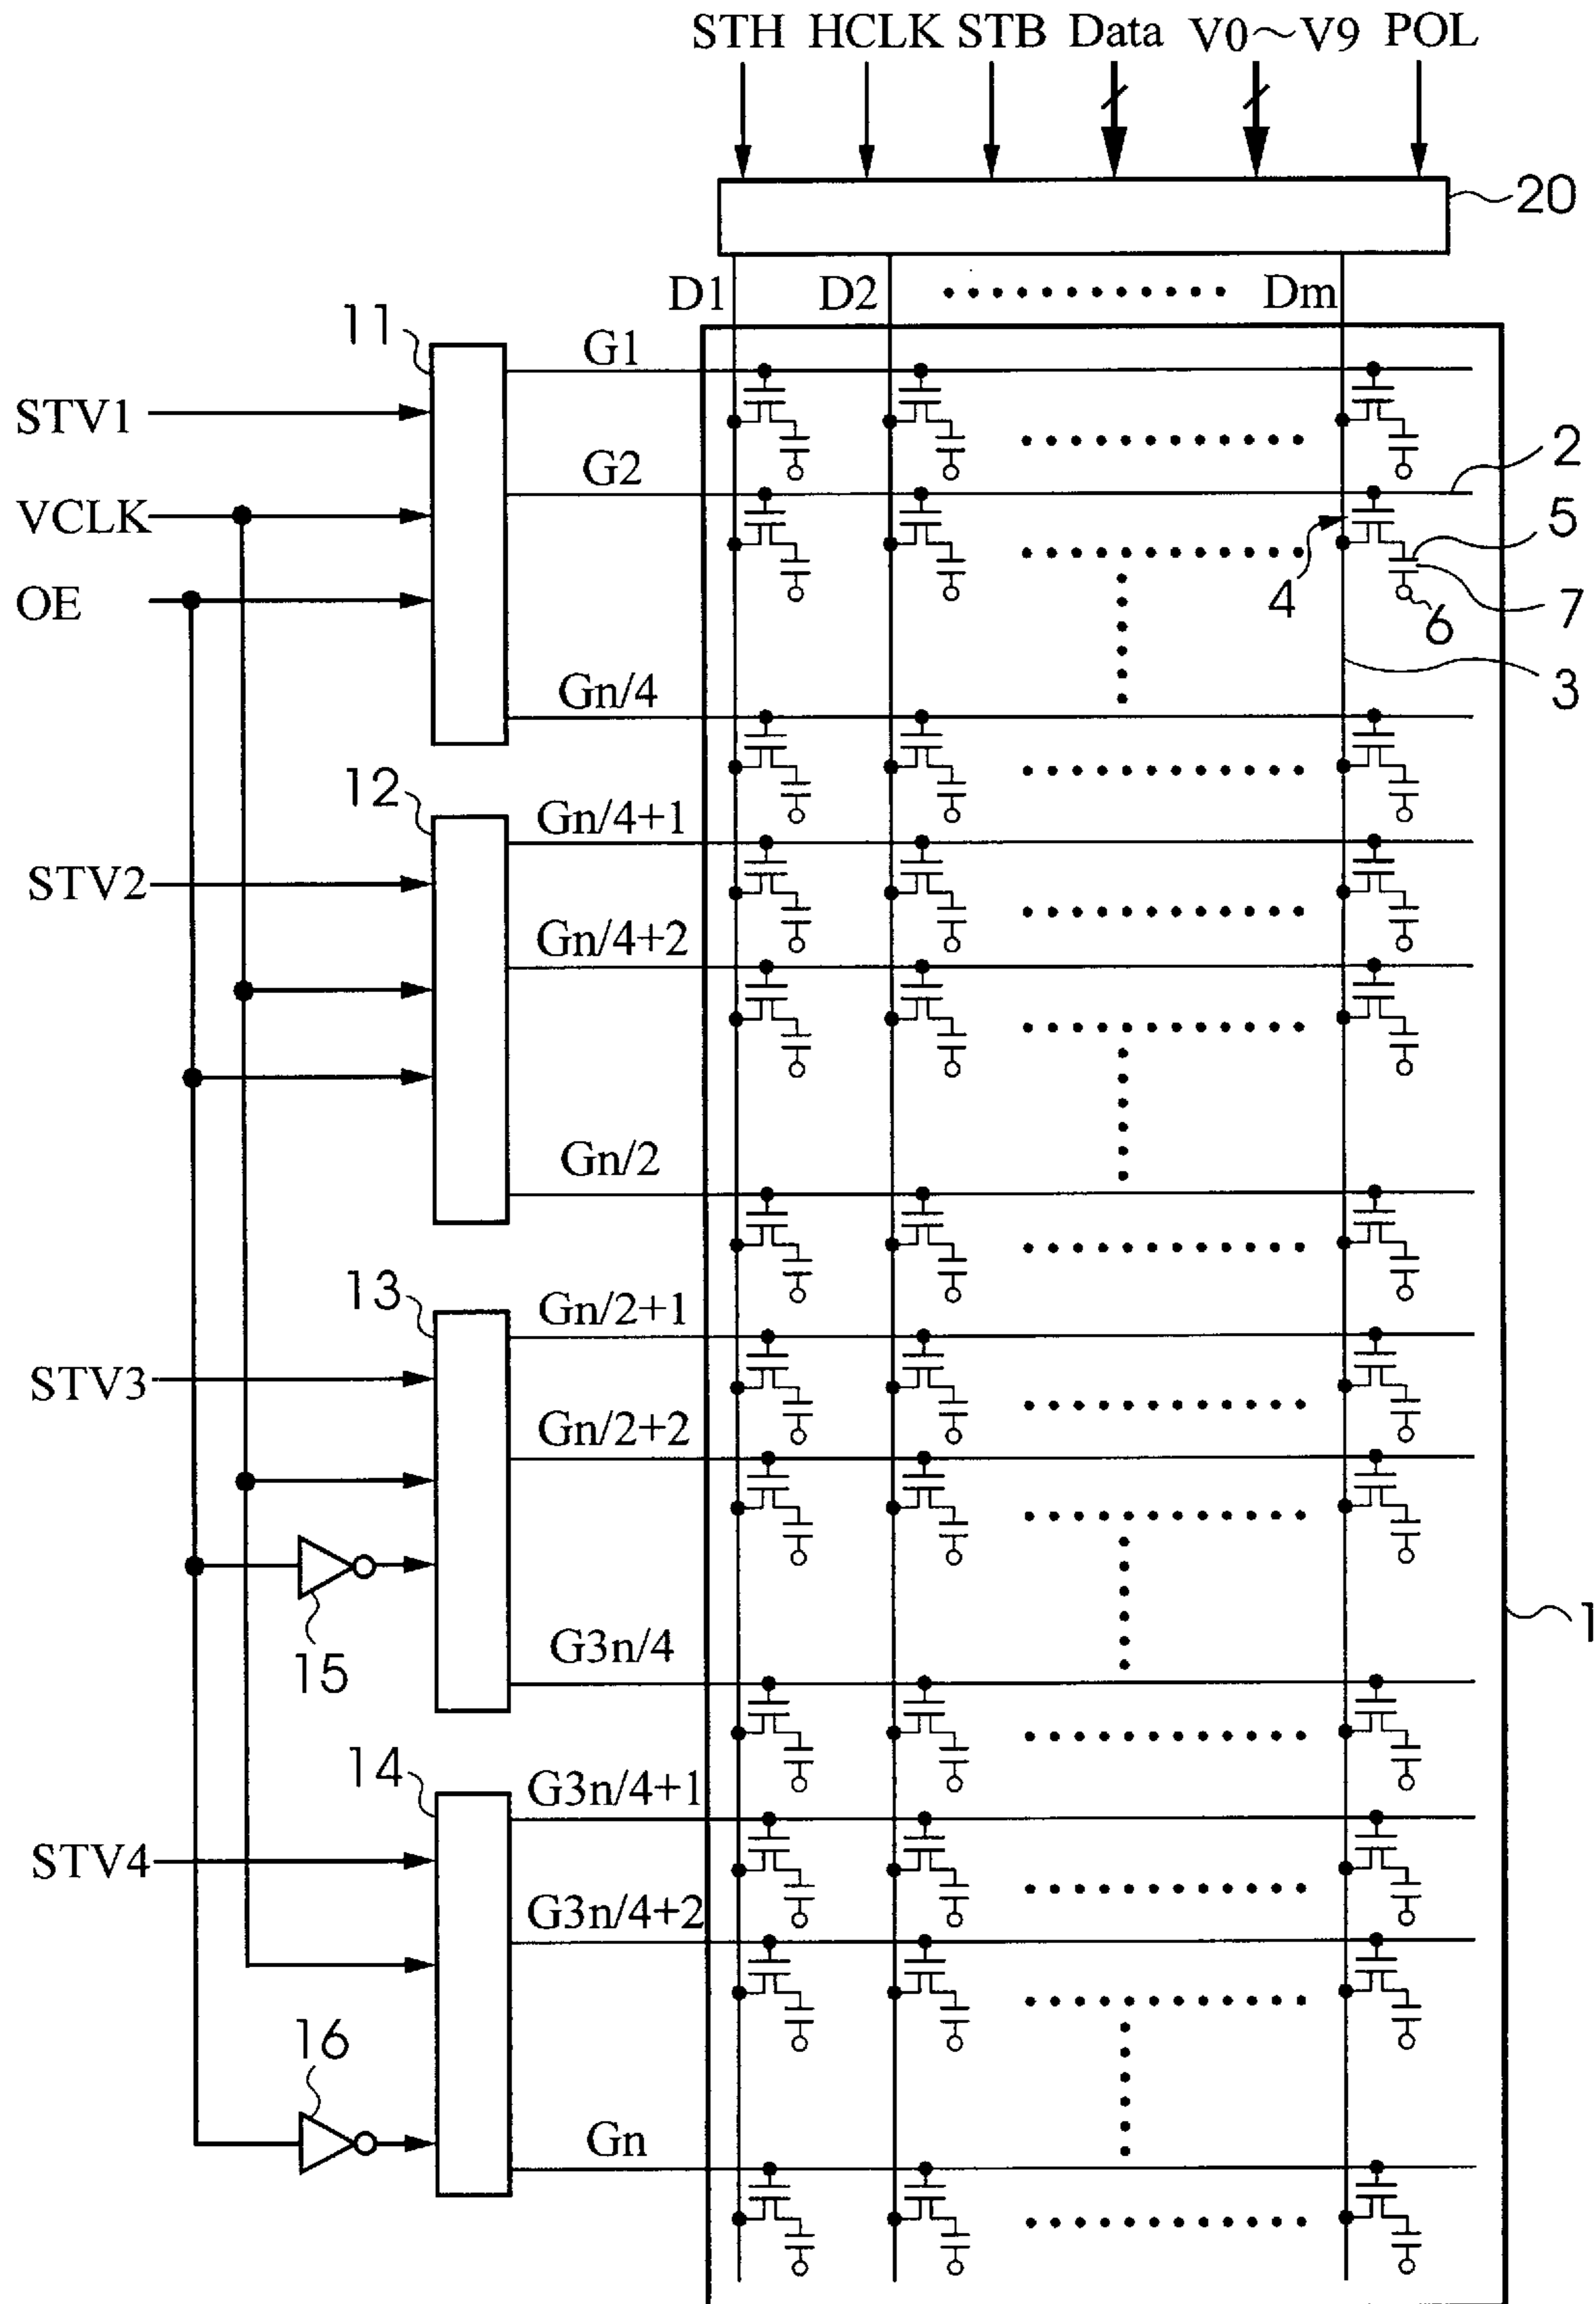 STH HCLK STB Data V0～V9 POL
20
D1 D2 Dm
11
G1
STV1
G2
2
VCLK
5
OE
4
6
7
Gn/4
3
12
Gn/4+1
STV2
Gn/4+2
Gn/2
13
Gn/2+1
STV3
Gn/2+2
1
15
G3n/4
14
G3n/4+1
STV4
G3n/4+2
16
Gn